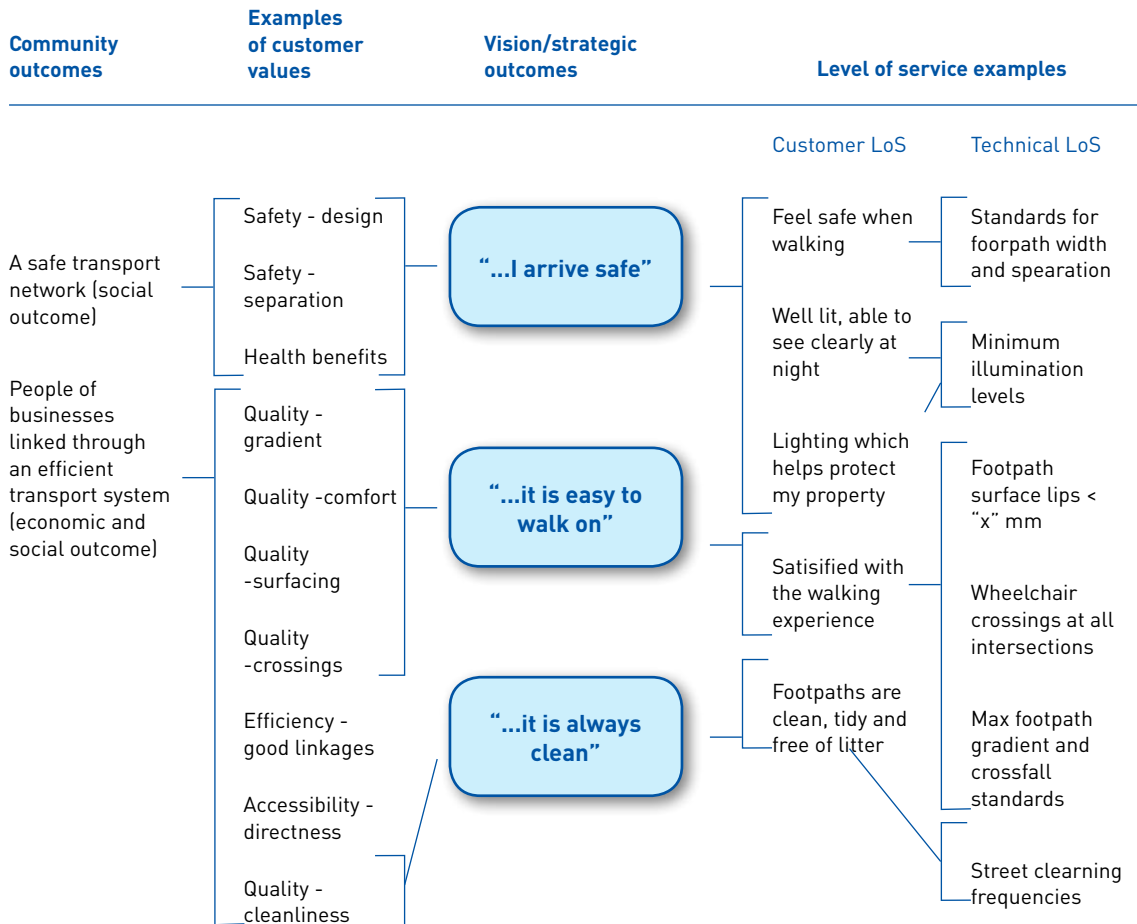 Community
outcomes
Examples
of customer
values
Vision/strategic
outcomes
Level of service examples
Customer LoS
Technical LoS
A safe transport
network (social
outcome)
People of
businesses
linked through
an efficient
transport system
(economic and
social outcome)
Safety - design
Safety -
separation
Health benefits
Quality -
gradient
Quality -comfort
Quality
-surfacing
Quality
-crossings
Efficiency -
good linkages
Accessibility -
directness
Quality -
cleanliness
“...I arrive safe”
“...it is easy to
walk on”
“...it is always
clean”
Feel safe when
walking
Well lit, able to
see clearly at
night
Lighting which
helps protect
my property
Satisified with
the walking
experience
Footpaths are
clean, tidy and
free of litter
Standards for
foorpath width
and spearation
Minimum
illumination
levels
Footpath
surface lips <
“x” mm
Wheelchair
crossings at all
intersections
Max footpath
gradient and
crossfall
standards
Street clearning
frequencies